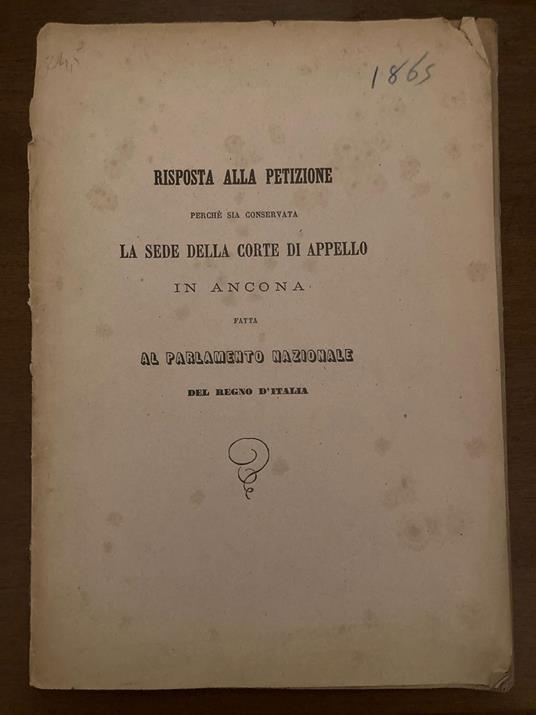 1865
RISPOSTA ALLA PETIZIONE
PERCHÈ SIA CONSERVATA
LA SEDE DELLA CORTE DI APPELLO
IN ANCONA
FATTA
AL PARLAMENTO NAZIONALE
DEL REGNO D'ITALIA